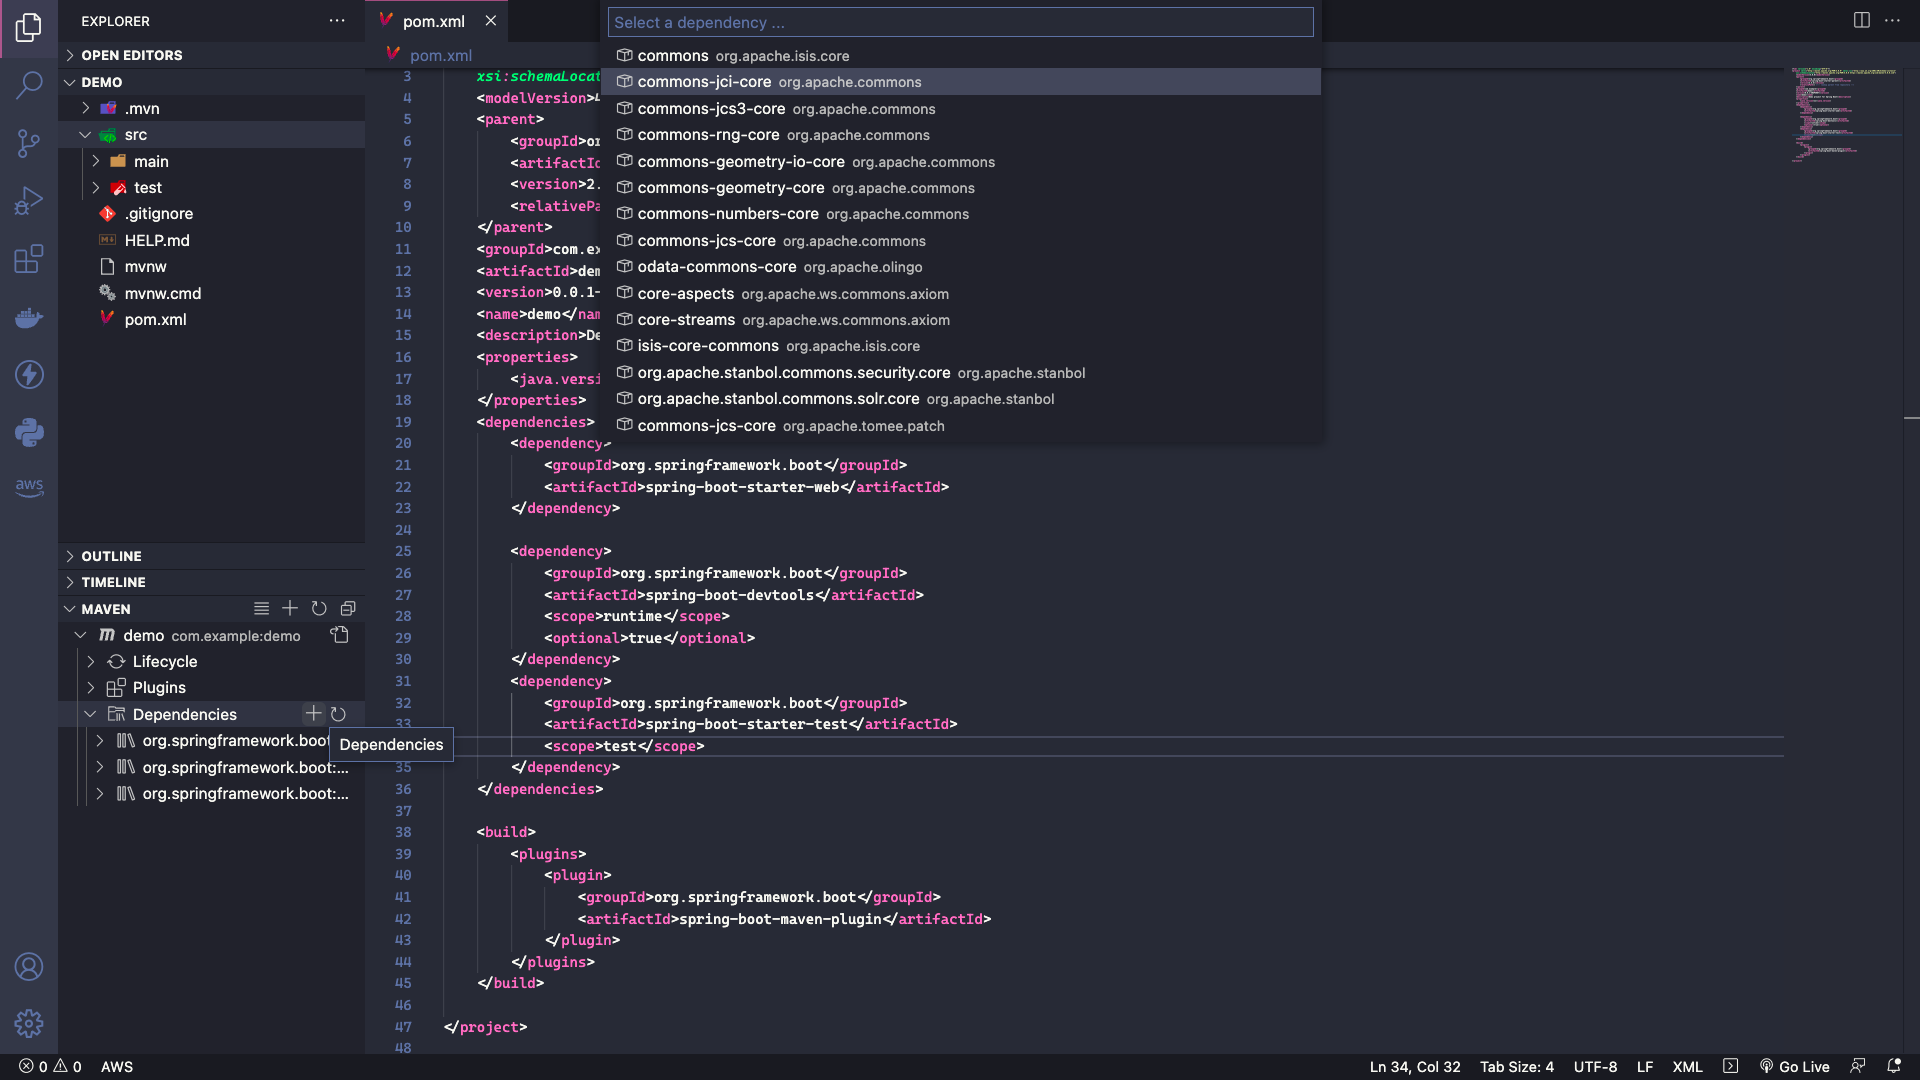 EXPLORER
OPEN EDITORS
DEMO
.mvn
src
main
test
.gitignore
HELP.md
mvnw
mvnw.cmd
pom.xml
aws
OUTLINE
TIMELINE
MAVEN
demo com.example:demo
Lifecycle
Plugins
Dependencies
org.springframework.boot
org.springframework.boot:...
org.springframework.boot:...
Dependencies
pom.xml
pom.xml
Select a dependency ...
commons org.apache.isis.core
commons-jci-core org.apache.commons
commons-jcs3-core org.apache.commons
commons-rng-core org.apache.commons
commons-geometry-io-core org.apache.commons
commons-geometry-core org.apache.commons
commons-numbers-core org.apache.commons
commons-jcs-core org.apache.commons
odata-commons-core org.apache.olingo
core-aspects org.apache.ws.commons.axiom
core-streams org.apache.ws.commons.axiom
isis-core-commons org.apache.isis.core
org.apache.stanbol.commons.security.core org.apache.stanbol
org.apache.stanbol.commons.solr.core org.apache.stanbol
commons-jcs-core org.apache.tomee.patch
3 xsi:schemaLocat
4 <modelVersion>
5 <parent>
6 <groupId>or
7 <artifactId
8 <version>2.
9 <relativePa
10 </parent>
11 <groupId>com.ex
12 <artifactId>dem
13 <version>0.0.1-
14 <name>demo</nam
15 <description>De
16 <properties>
17 <java.versi
18 </properties>
19 <dependencies>
20 <dependency>
21 <groupId>org.springframework.boot</groupId>
22 <artifactId>spring-boot-starter-web</artifactId>
23 </dependency>
24
25 <dependency>
26 <groupId>org.springframework.boot</groupId>
27 <artifactId>spring-boot-devtools</artifactId>
28 <scope>runtime</scope>
29 <optional>true</optional>
30 </dependency>
31 <dependency>
32 <groupId>org.springframework.boot</groupId>
33 <artifactId>spring-boot-starter-test</artifactId>
<scope>test</scope>
35 </dependency>
36 </dependencies>
37
38 <build>
39 <plugins>
40 <plugin>
41 <groupId>org.springframework.boot</groupId>
42 <artifactId>spring-boot-maven-plugin</artifactId>
43 </plugin>
44 </plugins>
45 </build>
46
47 </project>
48
0 0 AWS
Ln 34, Col 32 Tab Size: 4 UTF-8 LF XML Go Live